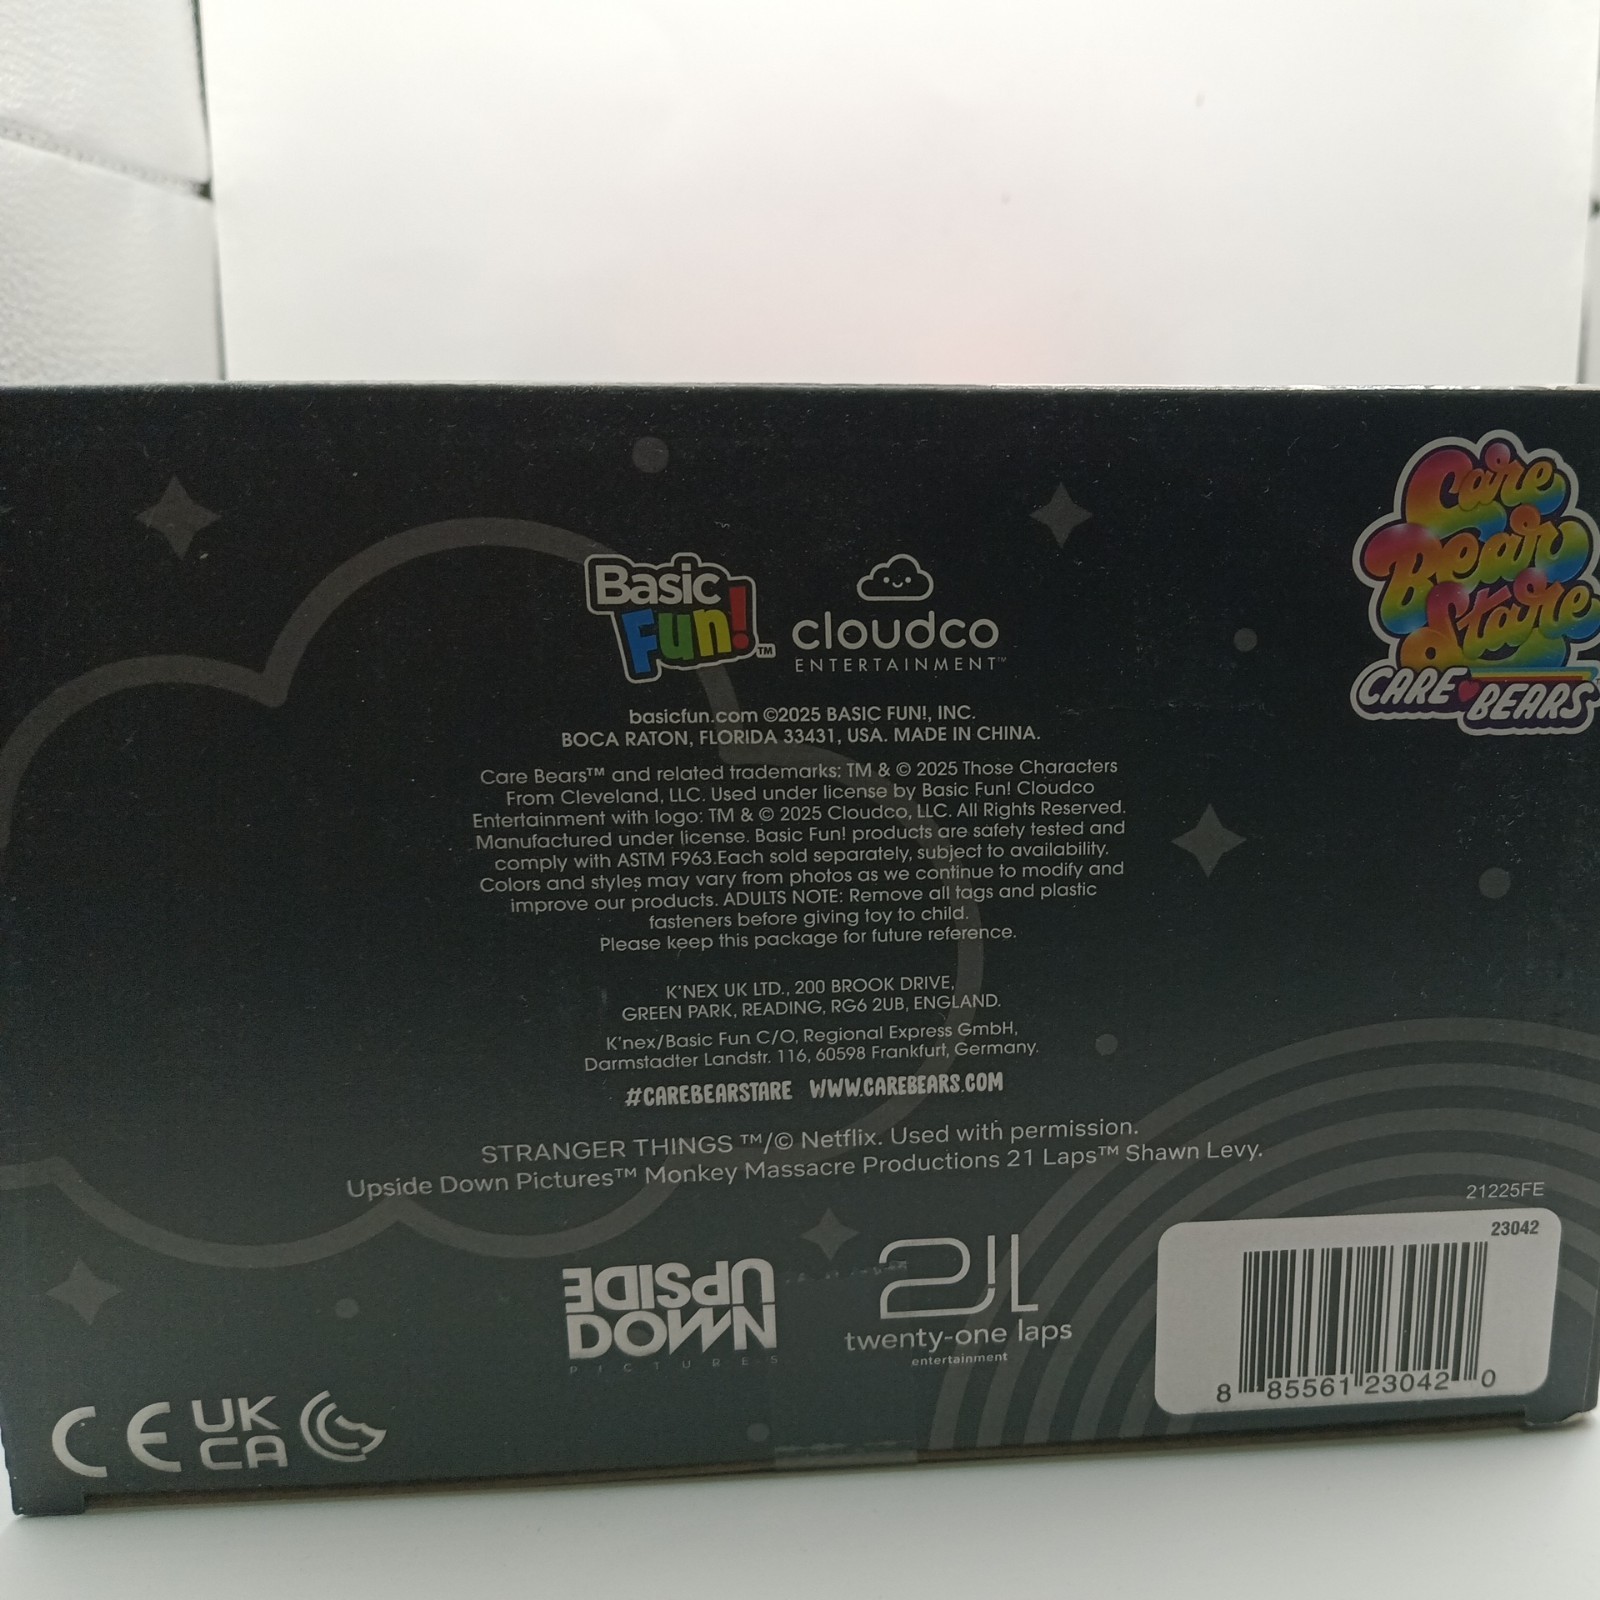 Care
Bear
Stare
CARE BEARS
Basic
Fun!™
cloudco
ENTERTAINMENT™
basicfun.com ©2025 BASIC FUN!, INC.
BOCA RATON, FLORIDA 33431, USA. MADE IN CHINA.
Care Bears™ and related trademarks: TM & © 2025 Those Characters
From Cleveland, LLC. Used under license by Basic Fun! Cloudco
Entertainment with logo: TM & © 2025 Cloudco, LLC. All Rights Reserved.
Manufactured under license. Basic Fun! products are safety tested and
comply with ASTM F963.Each sold separately, subject to availability.
Colors and styles may vary from photos as we continue to modify and
improve our products. ADULTS NOTE: Remove all tags and plastic
fasteners before giving toy to child.
Please keep this package for future reference.
K'NEX UK LTD., 200 BROOK DRIVE,
GREEN PARK, READING, RG6 2UB, ENGLAND.
K'nex/Basic Fun C/O, Regional Express GmbH,
Darmstadter Landstr. 116, 60598 Frankfurt, Germany.
#CAREBEARSTARE WWW.CAREBEARS.COM
STRANGER THINGS ™/© Netflix. Used with permission.
Upside Down Pictures™ Monkey Massacre Productions 21 Laps™ Shawn Levy.
21225FE
23042
8 85561 23042 0
UPSIDE
DOWN
PICTURES
21L
twenty-one laps
entertainment
CE UK
CA